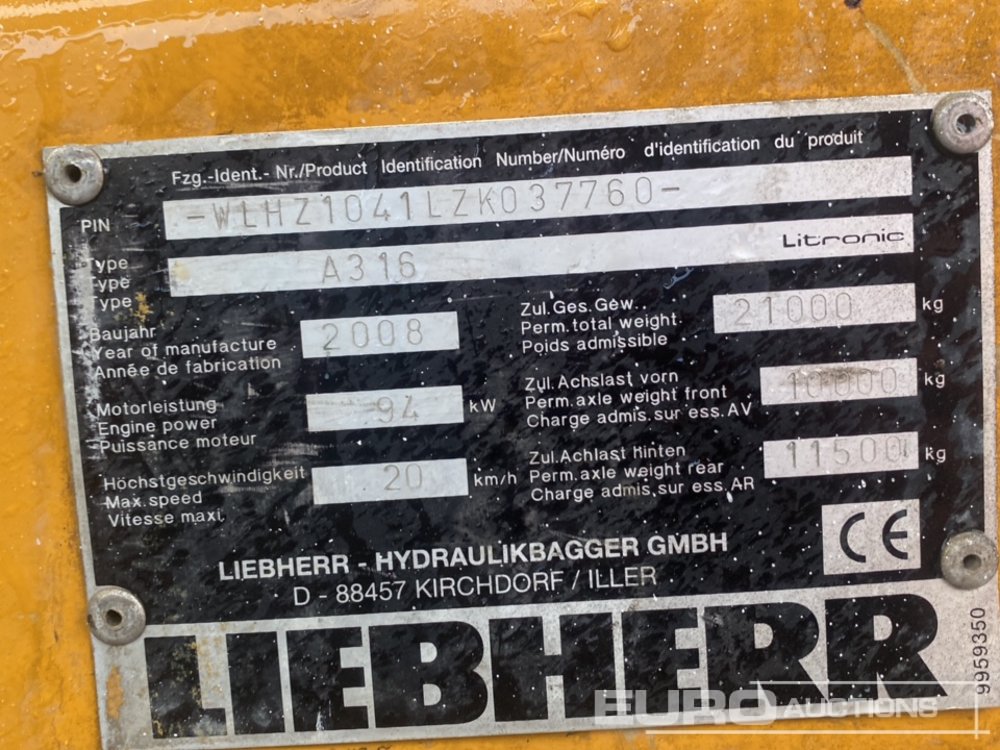 Fzg.-Ident.- Nr./Product Identification Number/Numéro d'identification du produit
PIN -WLHZ1041LZK037760-
Litronic
Type
Type A316
Type
Baujahr
Year of manufacture 2008
Année de fabrication
Motorleistung
Engine power 94 kW
Puissance moteur
Höchstgeschwindigkeit
Max. speed 20 km/h
Vitesse maxi.
Zul.Ges.Gew..
Perm.total weight 21000 kg
Poids admissible
Zul.Achslast vorn
Perm.axle weight front 10000 kg
Charge admis.sur ess.AV
Zul.Achlast hinten
Perm.axle weight rear 11500 kg
Charge admis.sur ess.AR
CE
LIEBHERR - HYDRAULIKBAGGER GMBH
D - 88457 KIRCHDORF / ILLER
LIEBHERR
9959350
EURO AUCTIONS